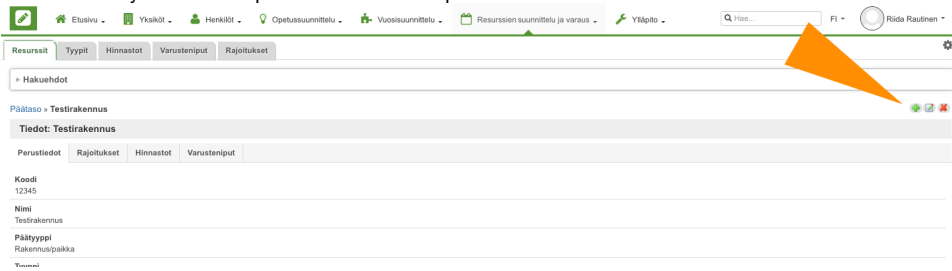 Etusivu
Yksiköt
Henkilöt
Opetussuunnittelu
Vuosisuunnittelu
Resurssien suunnittelu ja varaus
Ylläpito
Hae...
FI
Riida Rautinen
Resurssit Tyypit Hinnastot Varusteniput Rajoitukset
Hakuehdot
Päätaso » Testirakennus
Tiedot: Testirakennus
Perustiedot Rajoitukset Hinnastot Varusteniput
Koodi
12345
Nimi
Testirakennus
Päätyyppi
Rakennus/paikka
Tyyppi